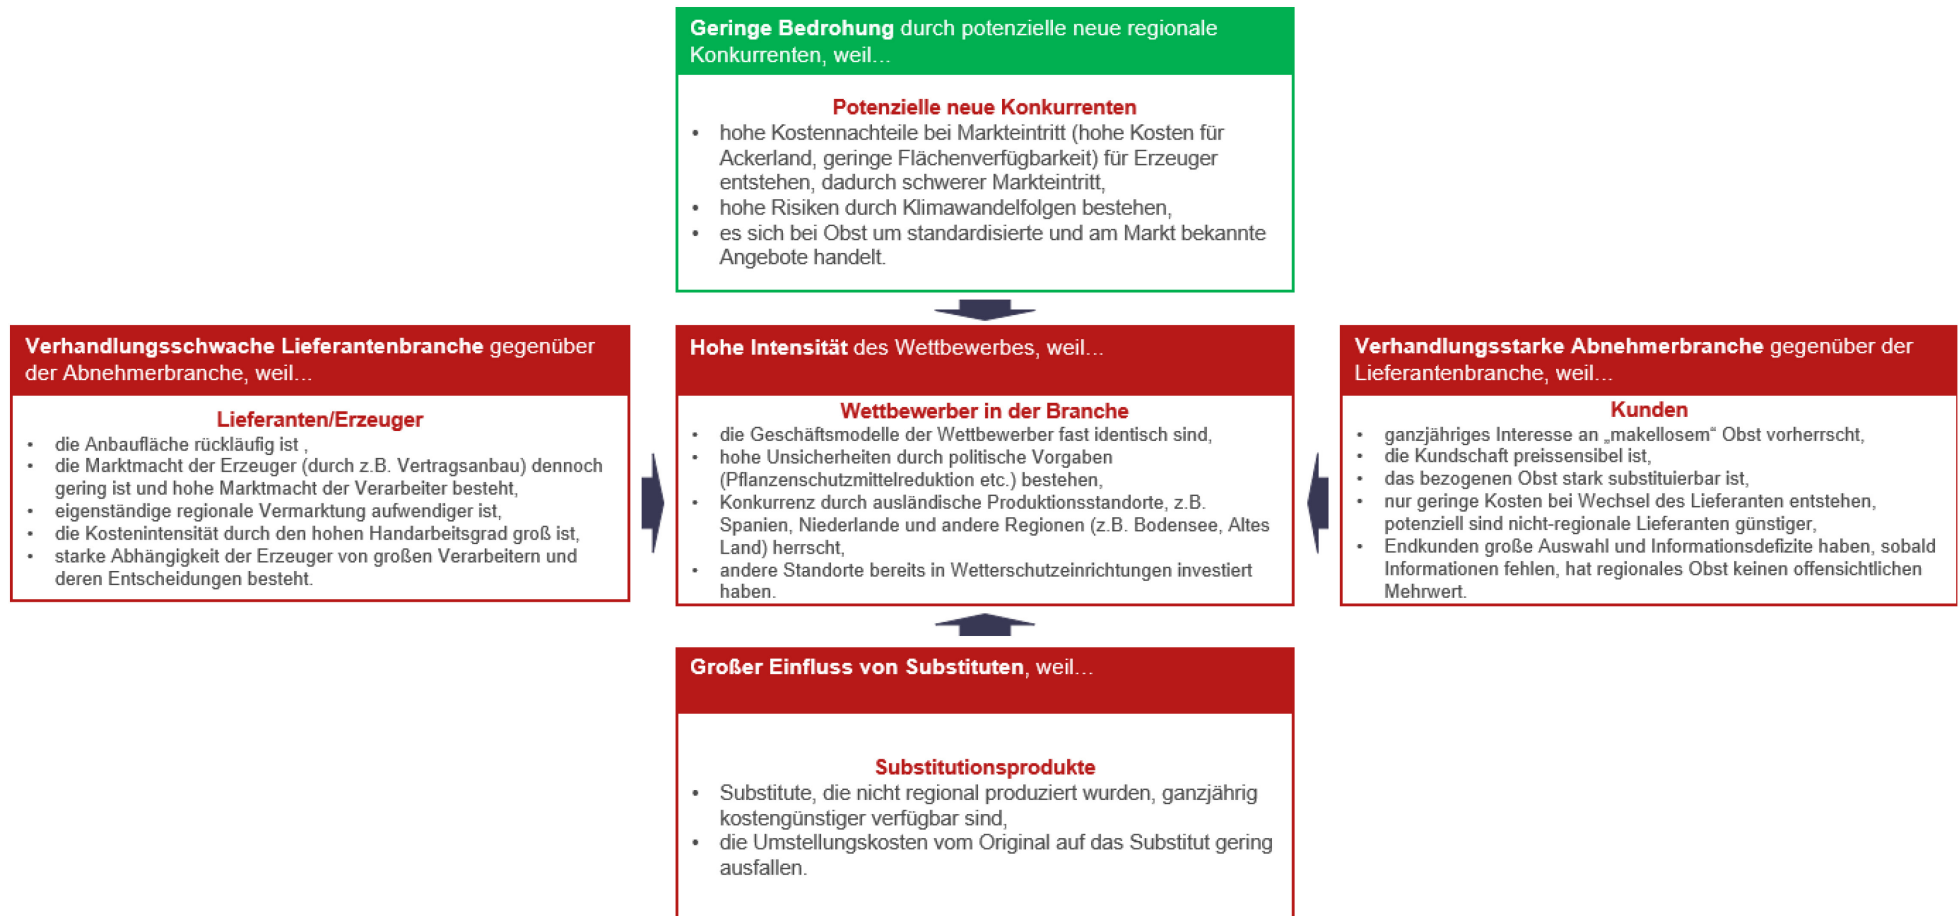 Geringe Bedrohung durch potenzielle neue regionale
Konkurrenten, weil...
Potenzielle neue Konkurrenten
• hohe Kostennachteile bei Markteintritt (hohe Kosten für
Ackerland, geringe Flächenverfügbarkeit) für Erzeuger
entstehen, dadurch schwerer Markteintritt,
• hohe Risiken durch Klimawandelfolgen bestehen,
• es sich bei Obst um standardisierte und am Markt bekannte
Angebote handelt.
Verhandlungsschwache Lieferantenbranche gegenüber
der Abnehmerbranche, weil...
Lieferanten/Erzeuger
• die Anbaufläche rückläufig ist ,
• die Marktmacht der Erzeuger (durch z.B. Vertragsanbau) dennoch
gering ist und hohe Marktmacht der Verarbeiter besteht,
• eigenständige regionale Vermarktung aufwendiger ist,
• die Kostenintensität durch den hohen Handarbeitsgrad groß ist,
• starke Abhängigkeit der Erzeuger von großen Verarbeitern und
deren Entscheidungen besteht.
Hohe Intensität des Wettbewerbes, weil...
Wettbewerber in der Branche
• die Geschäftsmodelle der Wettbewerber fast identisch sind,
• hohe Unsicherheiten durch politische Vorgaben
(Pflanzenschutzmittelreduktion etc.) bestehen,
• Konkurrenz durch ausländische Produktionsstandorte, z.B.
Spanien, Niederlande und andere Regionen (z.B. Bodensee, Altes
Land) herrscht,
• andere Standorte bereits in Wetterschutzeinrichtungen investiert
haben.
Verhandlungsstarke Abnehmerbranche gegenüber der
Lieferantenbranche, weil...
Kunden
• ganzjähriges Interesse an „makellosem“ Obst vorherrscht,
• die Kundschaft preissensibel ist,
• das bezogenen Obst stark substituierbar ist,
• nur geringe Kosten bei Wechsel des Lieferanten entstehen,
potenziell sind nicht-regionale Lieferanten günstiger,
• Endkunden große Auswahl und Informationsdefizite haben, sobald
Informationen fehlen, hat regionales Obst keinen offensichtlichen
Mehrwert.
Großer Einfluss von Substituten, weil...
Substitutionsprodukte
• Substitute, die nicht regional produziert wurden, ganzjährig
kostengünstiger verfügbar sind,
• die Umstellungskosten vom Original auf das Substitut gering
ausfallen.